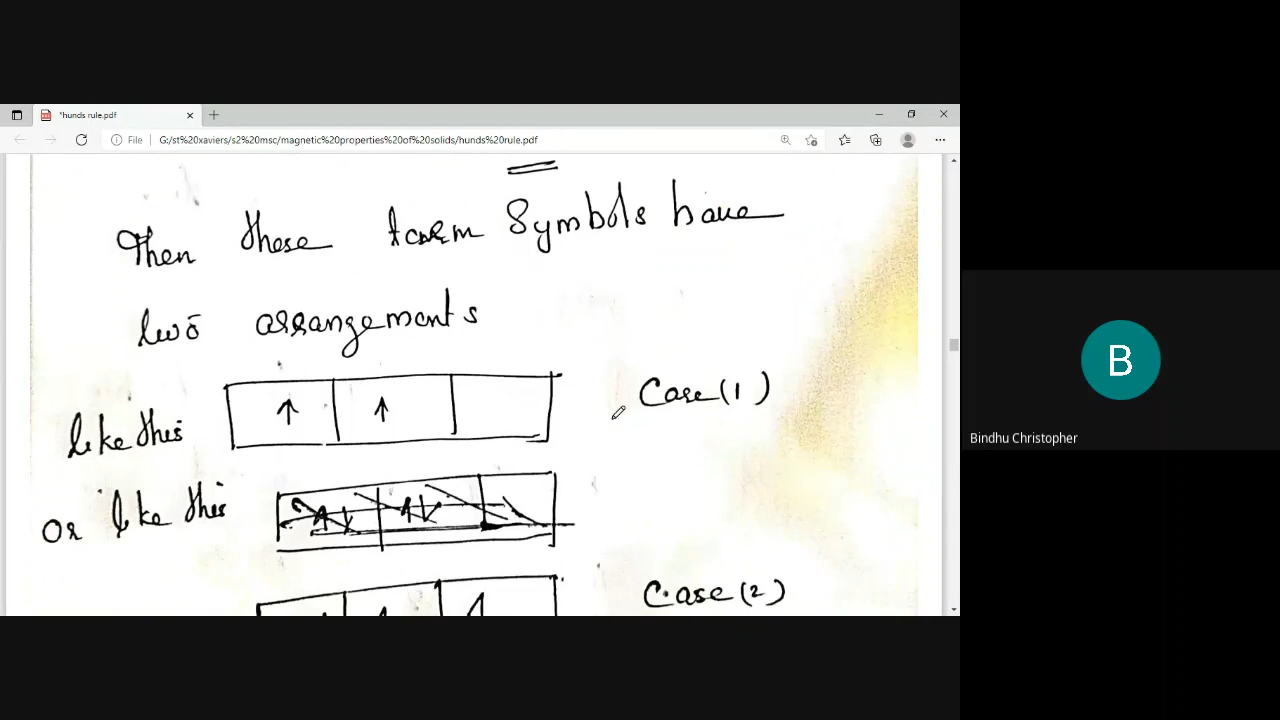 *hunds rule.pdf
File G:/st%20xaviers/s2%20msc/magnetic%20properties%20of%20solids/hunds%20rule.pdf
Then these term Symbols have
two arrangements
like this ↑ ↑ Case(1)
or like this
Case(2)
B
Bindhu Christopher